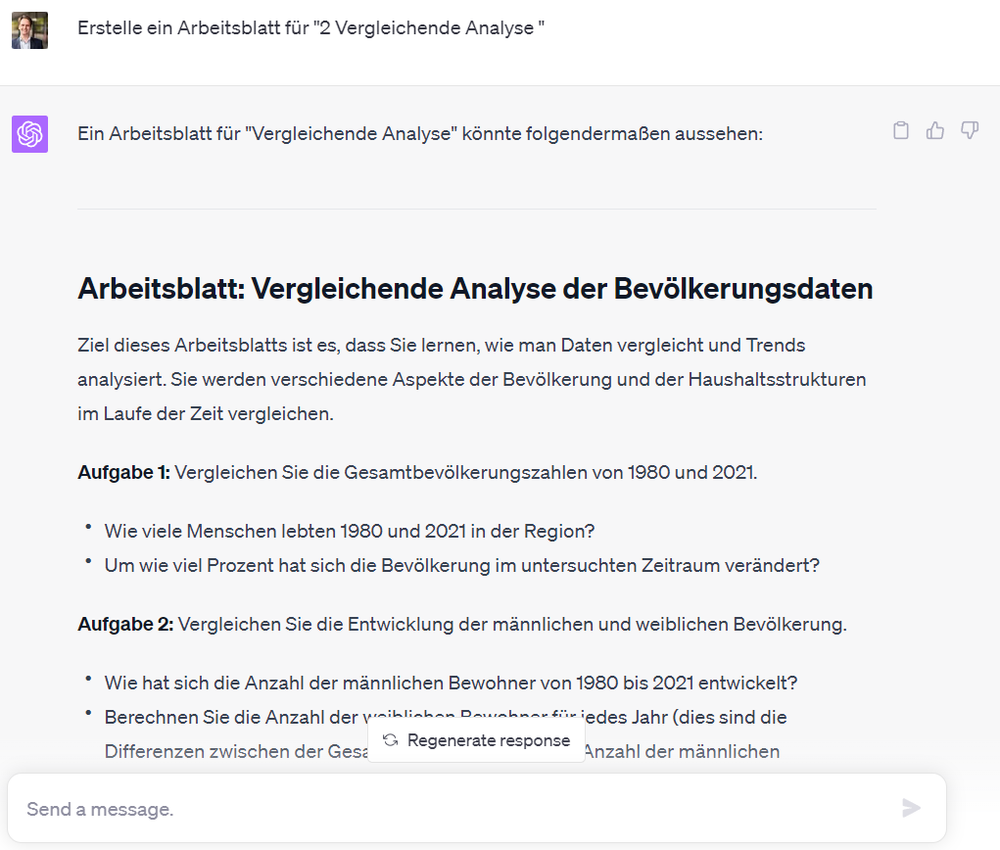 Erstelle ein Arbeitsblatt für "2 Vergleichende Analyse "
Ein Arbeitsblatt für "Vergleichende Analyse" könnte folgendermaßen aussehen:
Arbeitsblatt: Vergleichende Analyse der Bevölkerungsdaten
Ziel dieses Arbeitsblatts ist es, dass Sie lernen, wie man Daten vergleicht und Trends
analysiert. Sie werden verschiedene Aspekte der Bevölkerung und der Haushaltsstrukturen
im Laufe der Zeit vergleichen.
Aufgabe 1: Vergleichen Sie die Gesamtbevölkerungszahlen von 1980 und 2021.
• Wie viele Menschen lebten 1980 und 2021 in der Region?
• Um wie viel Prozent hat sich die Bevölkerung im untersuchten Zeitraum verändert?
Aufgabe 2: Vergleichen Sie die Entwicklung der männlichen und weiblichen Bevölkerung.
• Wie hat sich die Anzahl der männlichen Bewohner von 1980 bis 2021 entwickelt?
• Berechnen Sie die Anzahl der weiblichen Bewohner für jedes Jahr (dies sind die
Regenerate response
Differenzen zwischen der Anzahl der männlichen
Send a message.